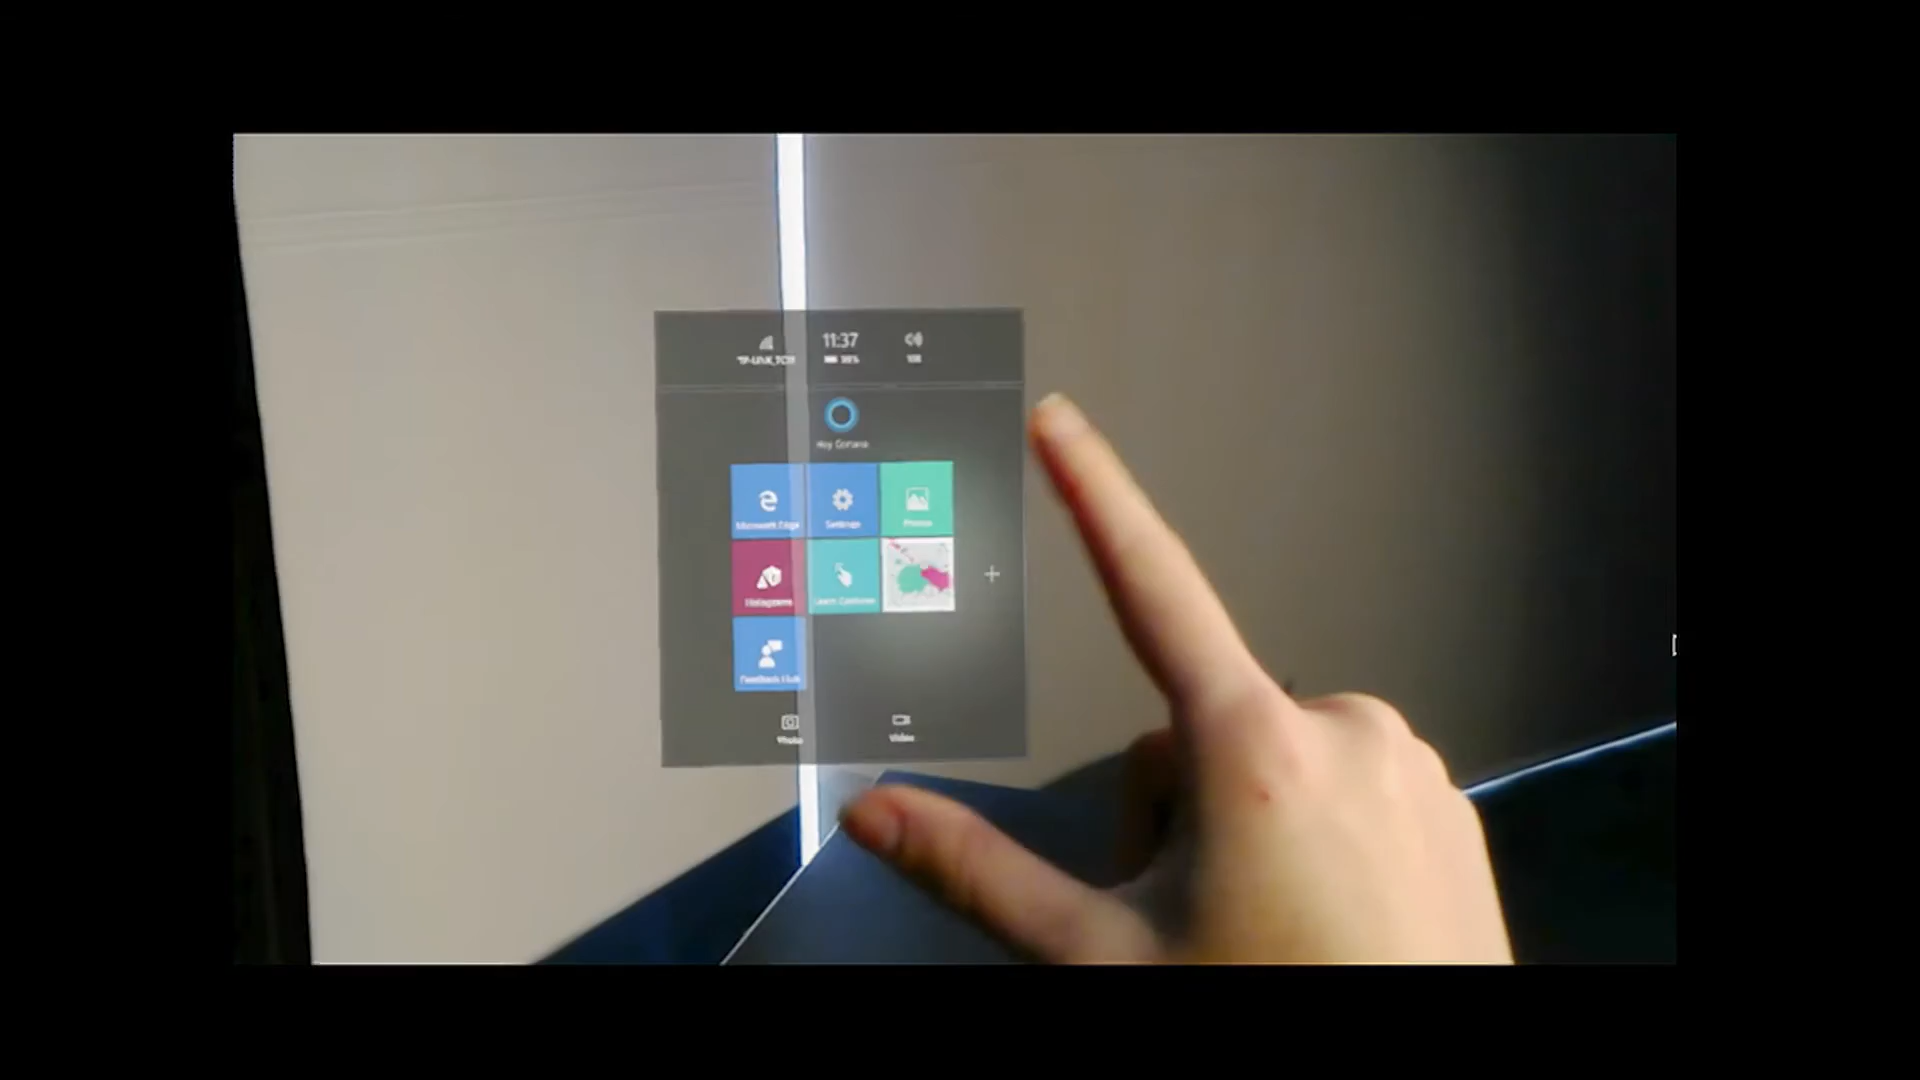 11:37
Hey Cortana
Microsoft Edge
Settings
Photos
Holograms
Learn Gestures
Feedback Hub
Photo
Video